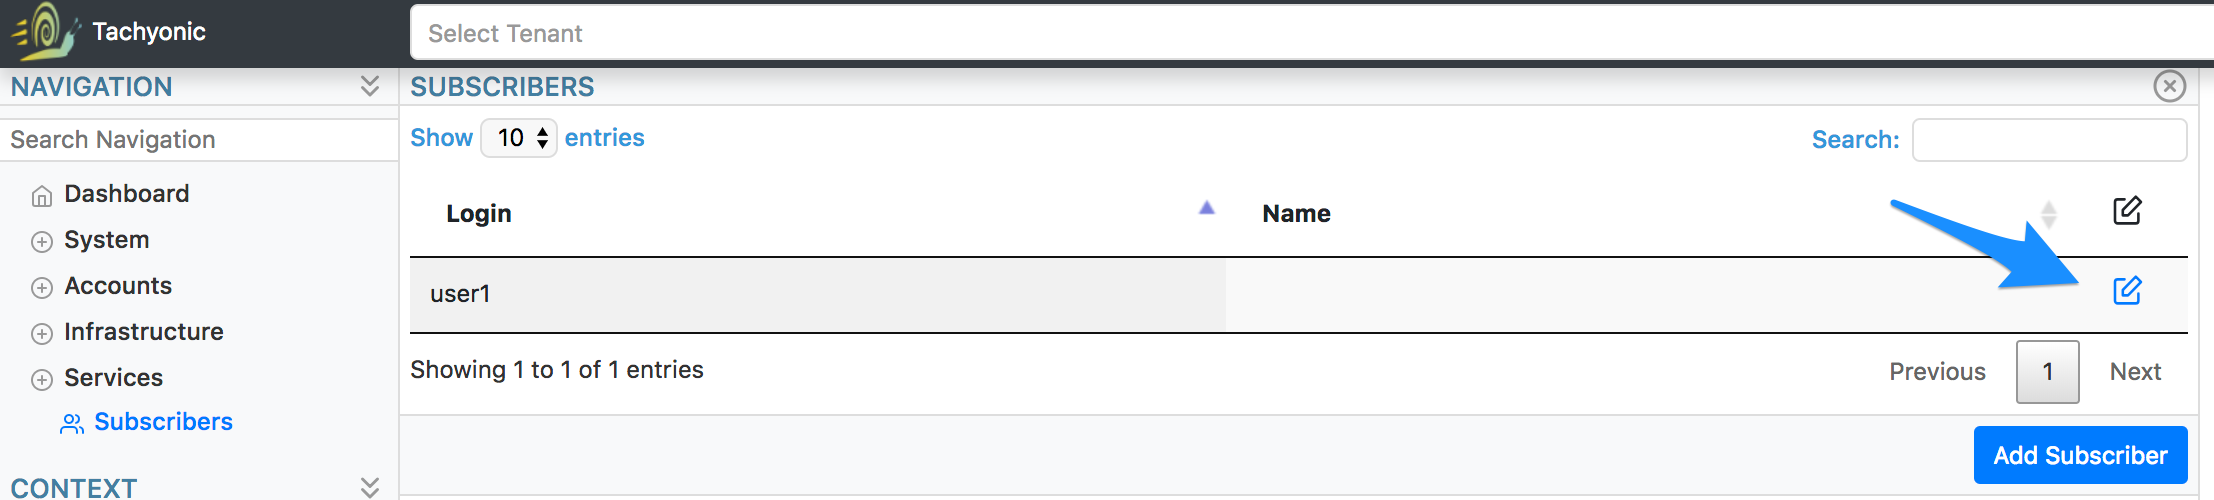 Tachyonic
Select Tenant
NAVIGATION
Search Navigation
Dashboard
System
Accounts
Infrastructure
Services
Subscribers
CONTEXT
SUBSCRIBERS
Show 10 entries
Search:
Login Name
user1
Showing 1 to 1 of 1 entries
Previous 1 Next
Add Subscriber